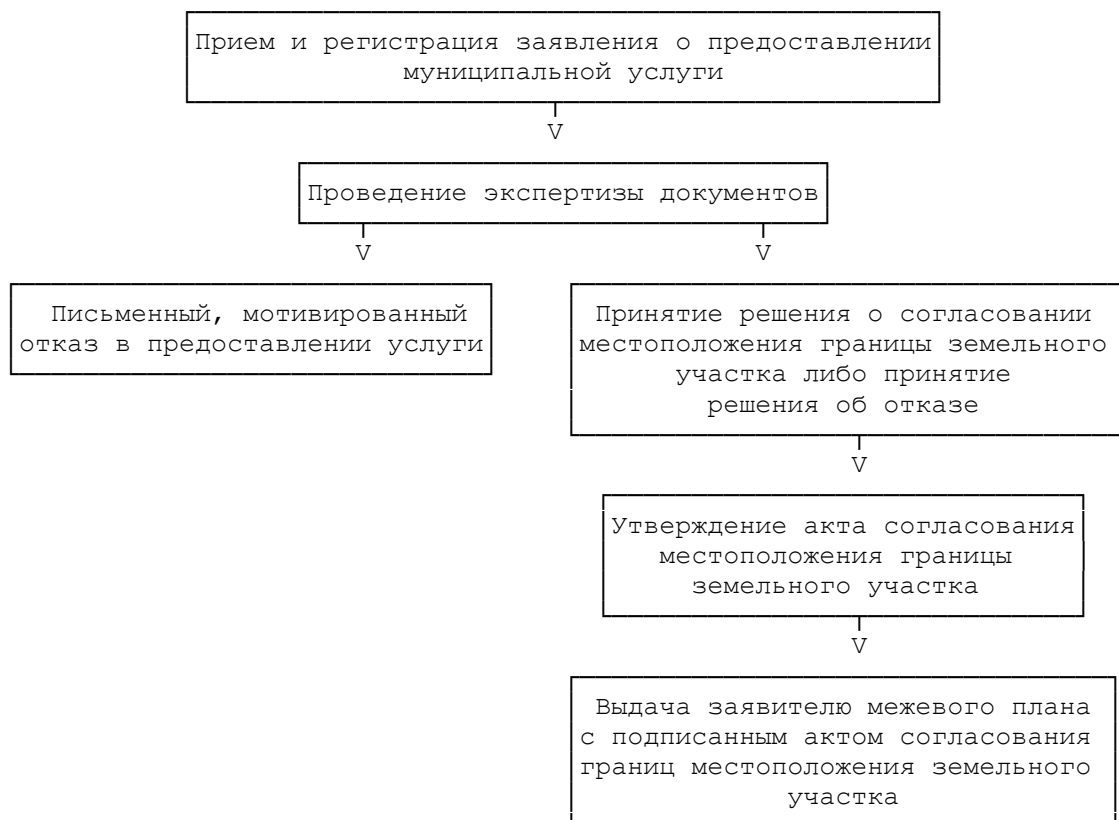 Прием и регистрация заявления о предоставлении
муниципальной услуги
V
Проведение экспертизы документов
V
V
Письменный, мотивированный
отказ в предоставлении услуги
Принятие решения о согласовании
местоположения границы земельного
участка либо принятие
решения об отказе
V
Утверждение акта согласования
местоположения границы
земельного участка
V
Выдача заявителю межевого плана
с подписанным актом согласования
границ местоположения земельного
участка